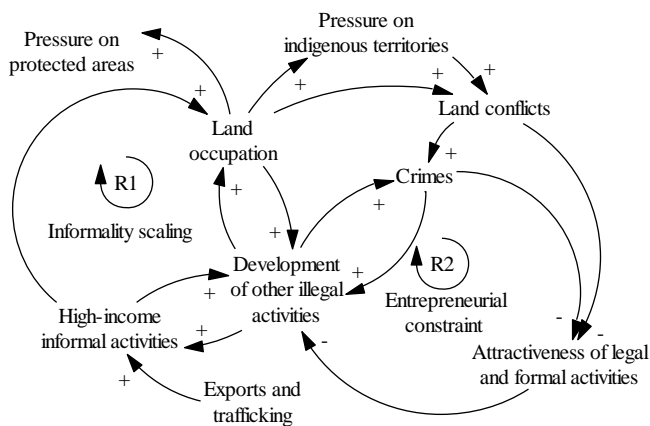 Pressure on
protected areas
+
Pressure on
indigenous territories
+
+
+
+
Land conflicts
Land
occupation
+
Crimes
R1
+
+
Informality scaling
+
Development
of other illegal
activities
+
R2
Entrepreneurial
constraint
+
High-income
informal activities
+
-
-
-
Attractiveness of legal
and formal activities
+
Exports and
trafficking